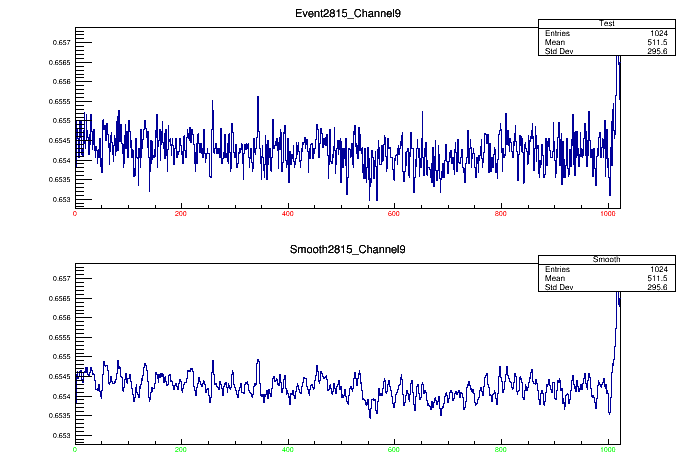 Event2815_Channel9
Test
Entries 1024
Mean 511.5
Std Dev 295.6
0.657
0.6565
0.656
0.6555
0.655
0.6545
0.654
0.6535
0.653
0 200 400 600 800 1000
Smooth2815_Channel9
Smooth
Entries 1024
Mean 511.5
Std Dev 295.6
0.657
0.6565
0.656
0.6555
0.655
0.6545
0.654
0.6535
0.653
0 200 400 600 800 1000